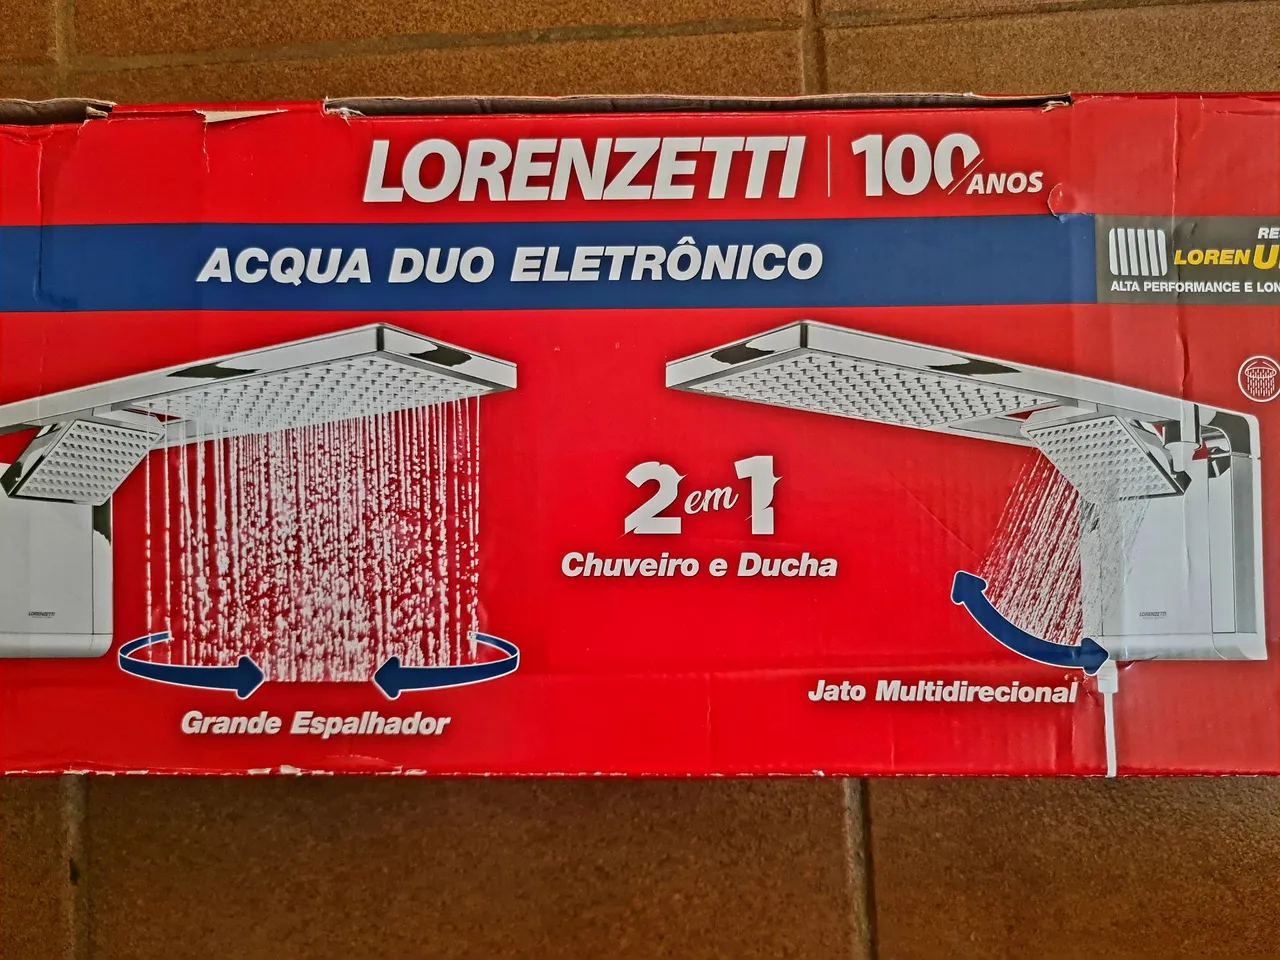 LORENZETTI 100 ANOS
ACQUA DUO ELETRÔNICO
LOREN
ALTA PERFORMANCE E
2 em 1
Chuveiro e Ducha
LORENZETTI
LORENZETTI
Jato Multidirecional
Grande Espalhador